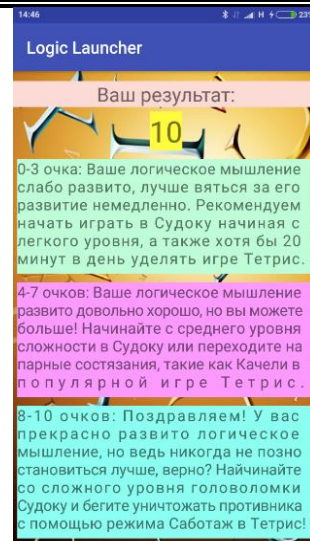 14:46
H 23%
Logic Launcher
Ваш результат:
10
0-3 очка: Ваше логическое мышление
слабо развито, лучше вяться за его
развитие немедленно. Рекомендуем
начать играть в Судоку начиная с
легкого уровня, а также хотя бы 20
минут в день уделять игре Тетрис.
4-7 очков: Ваше логическое мышление
развито довольно хорошо, но вы можете
больше! Начинайте с среднего уровня
сложности в Судоку или переходите на
парные состязания, такие как Качели в
популярной игре Тетрис.
8-10 очков: Поздравляем! У вас
прекрасно развито логическое
мышление, но ведь никогда не позно
становиться лучше, верно? Найчинайте
со сложного уровня головоломки
Судоку и бегите уничтожать противника
с помощью режима Саботаж в Тетрис!